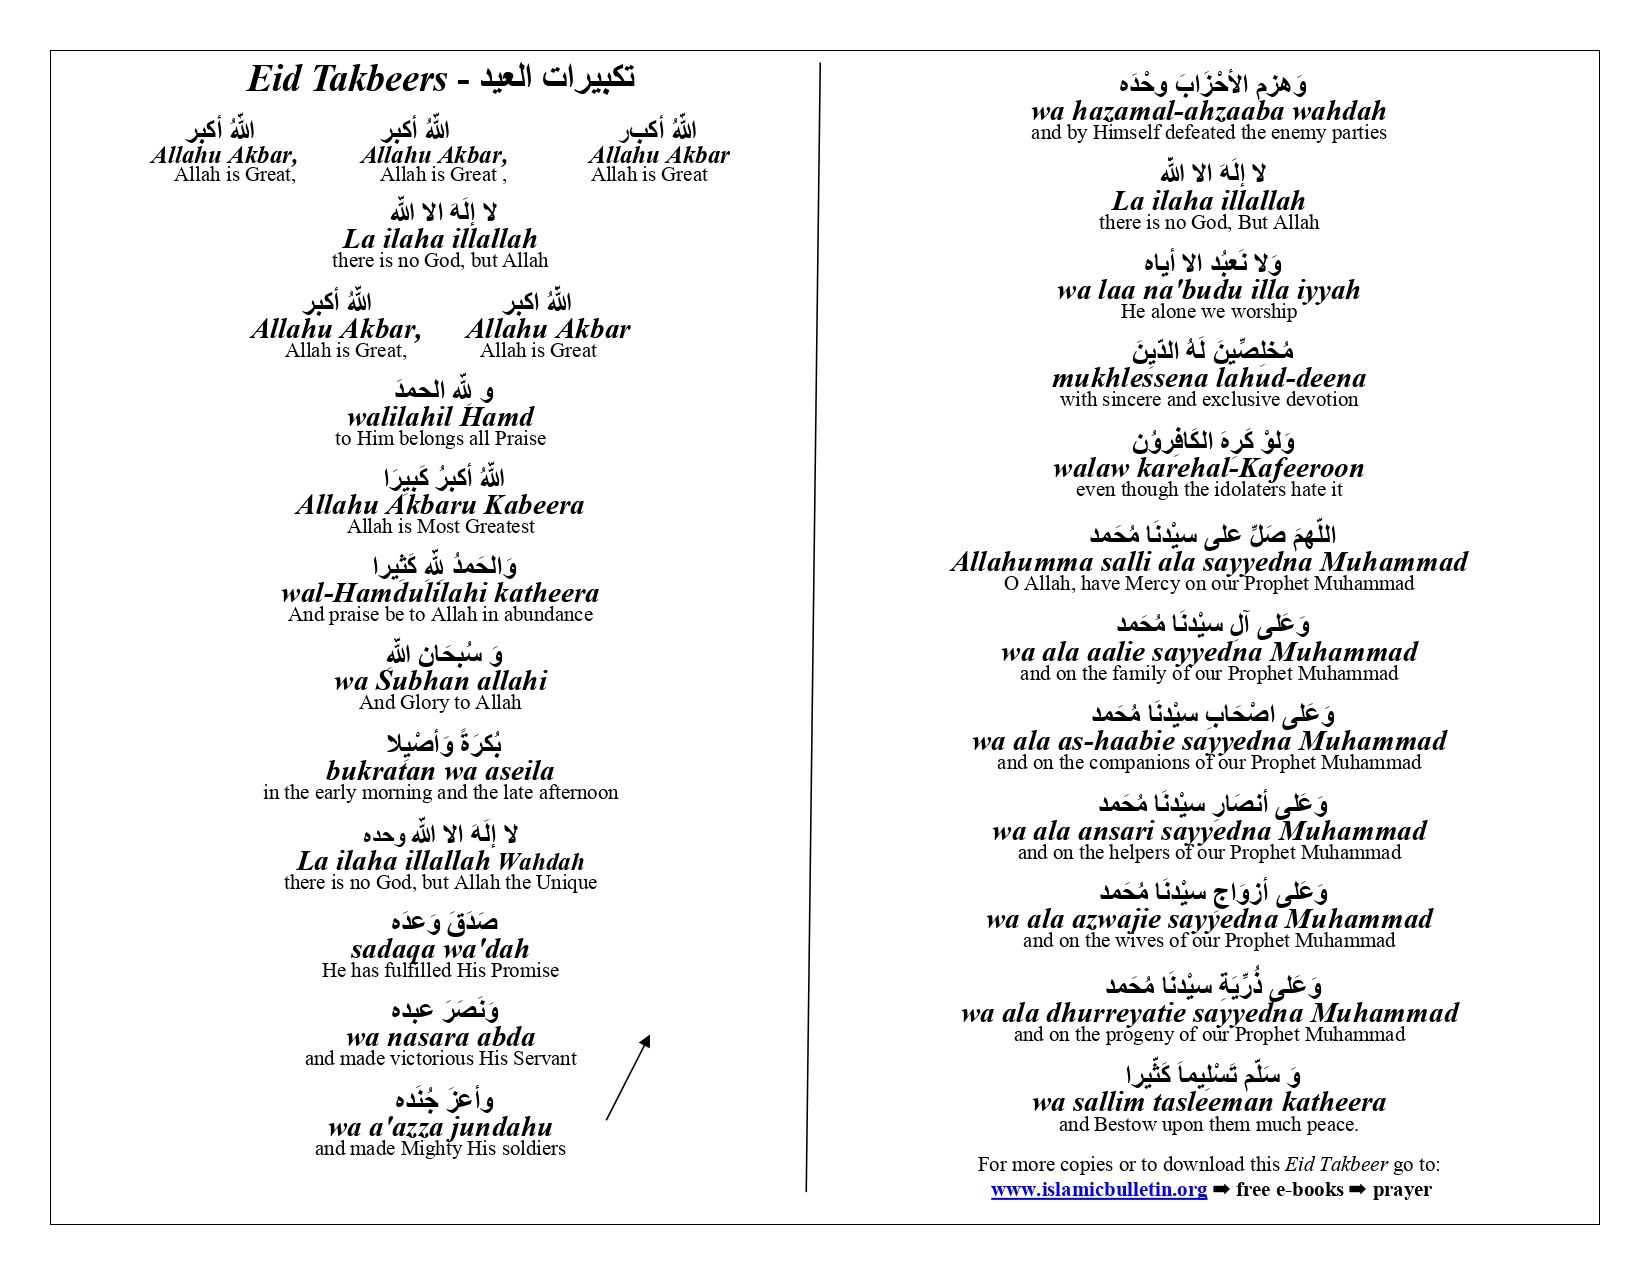 Eid Takbeers - تكبيرات العيد
اللّهُ أكبر اللّهُ أكبر اللّهُ أكبر
Allahu Akbar, Allahu Akbar, Allahu Akbar
Allah is Great, Allah is Great , Allah is Great
لا إلَهَ الا اللّه
La ilaha illallah
there is no God, but Allah
اللّهُ أكبر اللّهُ اكبر
Allahu Akbar, Allahu Akbar
Allah is Great, Allah is Great
و لِلّه الحمدَ
walilahil Hamd
to Him belongs all Praise
اللّهُ أكبرُ كَبيِرَا
Allahu Akbaru Kabeera
Allah is Most Greatest
وَالحَمدُ لِلّهِ كَثِيرا
wal-Hamdulilahi katheera
And praise be to Allah in abundance
وَ سُبحَان اللّهِ
wa Subhan allahi
And Glory to Allah
بُكرَةً وَأصْيِلا
bukratan wa aseila
in the early morning and the late afternoon
لا إلَهَ الا اللّه وحده
La ilaha illallah Wahdah
there is no God, but Allah the Unique
صَدَقَ وَعدَه
sadaqa wa'dah
He has fulfilled His Promise
وَنَصَرَ عبده
wa nasara abda
and made victorious His Servant
وأعزَ جُنَده
wa a'azza jundahu
and made Mighty His soldiers
وَهزم الأحْزَابَ وحْدَه
wa hazamal-ahzaaba wahdah
and by Himself defeated the enemy parties
لا إلَهَ الا اللّه
La ilaha illallah
there is no God, But Allah
وَلا نَعبُد الا أياه
wa laa na'budu illa iyyah
He alone we worship
مُخلِصِّينَ لَهُ الدّيِنَ
mukhlessena lahud-deena
with sincere and exclusive devotion
وَلوْ كَرِهَ الكَافِروُن
walaw karehal-Kafeeroon
even though the idolaters hate it
اللّهمَ صَلِّ على سيْدنَا مُحَمد
Allahumma salli ala sayyedna Muhammad
O Allah, have Mercy on our Prophet Muhammad
وَعَلى آلِ سيْدنَا مُحَمد
wa ala aalie sayyedna Muhammad
and on the family of our Prophet Muhammad
وَعَلى اصْحَابِ سيْدنَا مُحَمد
wa ala as-haabie sayyedna Muhammad
and on the companions of our Prophet Muhammad
وَعَلى أنصَارِ سيْدنَا مُحَمد
wa ala ansari sayyedna Muhammad
and on the helpers of our Prophet Muhammad
وَعَلى أزوَاجِ سيْدنَا مُحَمد
wa ala azwajie sayyedna Muhammad
and on the wives of our Prophet Muhammad
وَعَلى ذُرِّيَةِ سيْدنَا مُحَمد
wa ala dhurreyatie sayyedna Muhammad
and on the progeny of our Prophet Muhammad
وَ سَلّم تَسْلِيماَ كَثّيرا
wa sallim tasleeman katheera
and Bestow upon them much peace.
For more copies or to download this Eid Takbeer go to:
www.islamicbulletin.org ➡ free e-books ➡ prayer